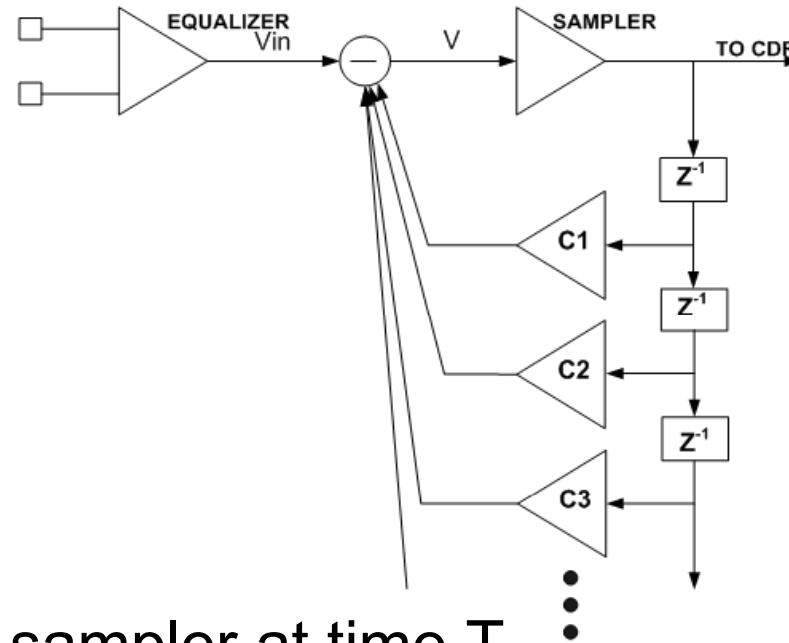 EQUALIZER
SAMPLER
Vin
V
TO CDR
Z-1
C1
Z-1
C2
Z-1
C3
sampler at time T